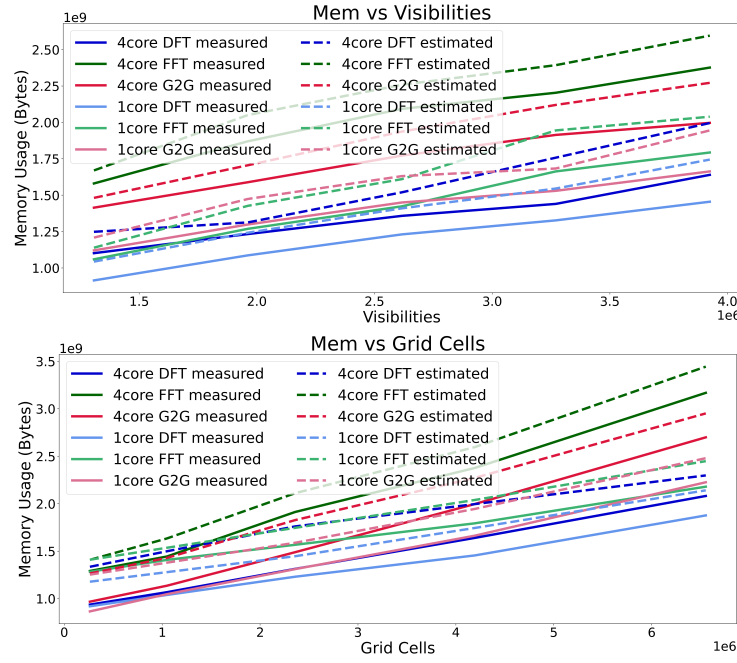 Mem vs Visibilities
1e9
Memory Usage (Bytes)
2.50
2.25
2.00
1.75
1.50
1.25
1.00
4core DFT measured 4core DFT estimated
4core FFT measured 4core FFT estimated
4core G2G measured 4core G2G estimated
1core DFT measured 1core DFT estimated
1core FFT measured 1core FFT estimated
1core G2G measured 1core G2G estimated
1.5 2.0 2.5 3.0 3.5 4.0
Visibilities
1e6
Mem vs Grid Cells
1e9
Memory Usage (Bytes)
3.5
3.0
2.5
2.0
1.5
1.0
4core DFT measured 4core DFT estimated
4core FFT measured 4core FFT estimated
4core G2G measured 4core G2G estimated
1core DFT measured 1core DFT estimated
1core FFT measured 1core FFT estimated
1core G2G measured 1core G2G estimated
0 1 2 3 4 5 6
Grid Cells
1e6